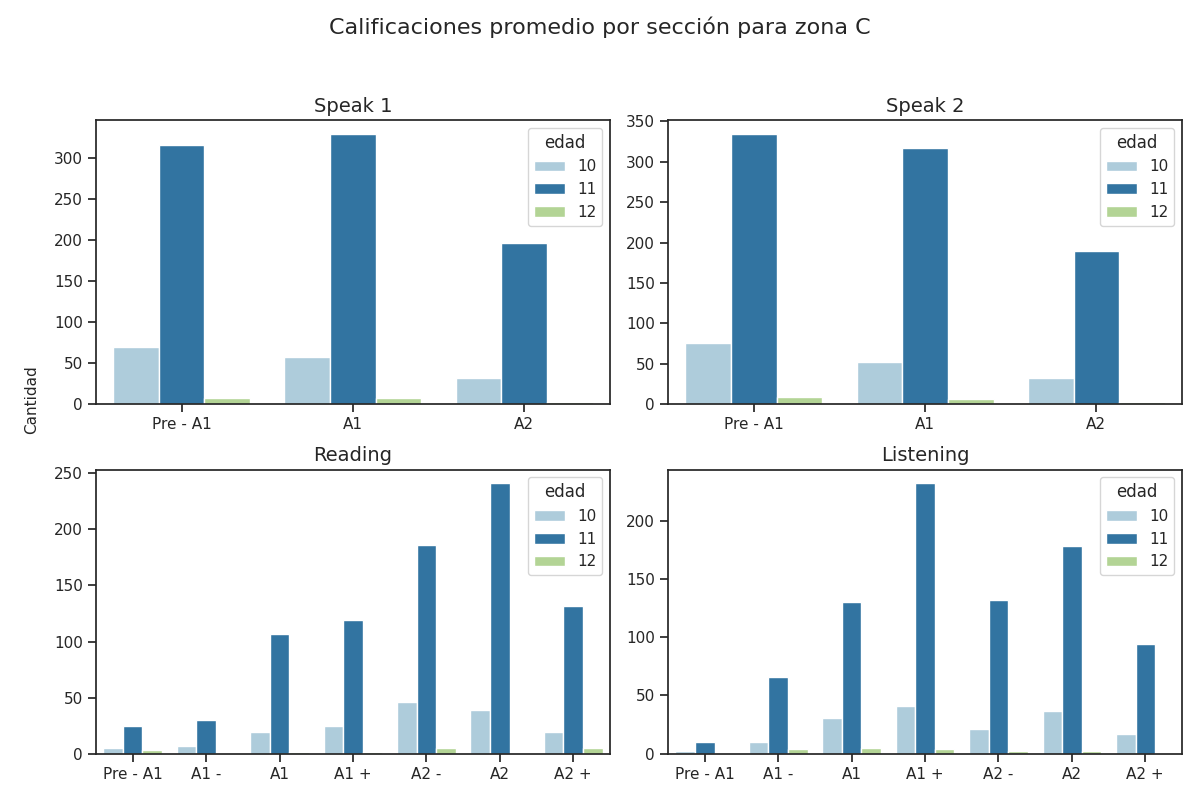 Calificaciones promedio por sección para zona C
Cantidad
Speak 1
300
250
200
150
100
50
0
Pre - A1 A1 A2
edad
10
11
12
Speak 2
350
300
250
200
150
100
50
0
Pre - A1 A1 A2
edad
10
11
12
Reading
250
200
150
100
50
0
Pre - A1 A1 - A1 A1 + A2 - A2 A2 +
edad
10
11
12
Listening
200
150
100
50
0
Pre - A1 A1 - A1 A1 + A2 - A2 A2 +
edad
10
11
12